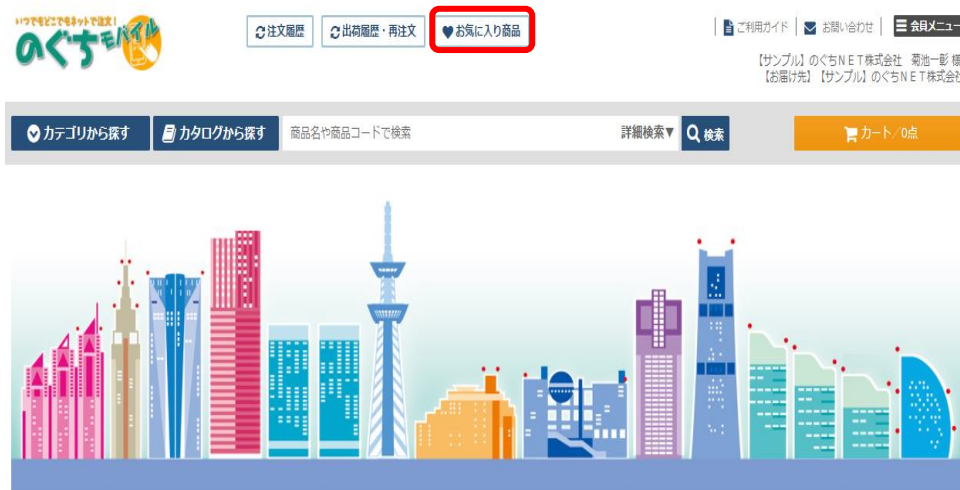 いつでもどこでもネットで注文!
のぐちモバイル
注文履歴
出荷履歴・再注文
お気に入り商品
ご利用ガイド
お問い合わせ
会員メニュー
【サンプル】のぐちNET株式会社 菊池一彰 様
【お届け先】【サンプル】のぐちNET株式会社
カテゴリから探す
カタログから探す
商品名や商品コードで検索
詳細検索▼
検索
カート/0点